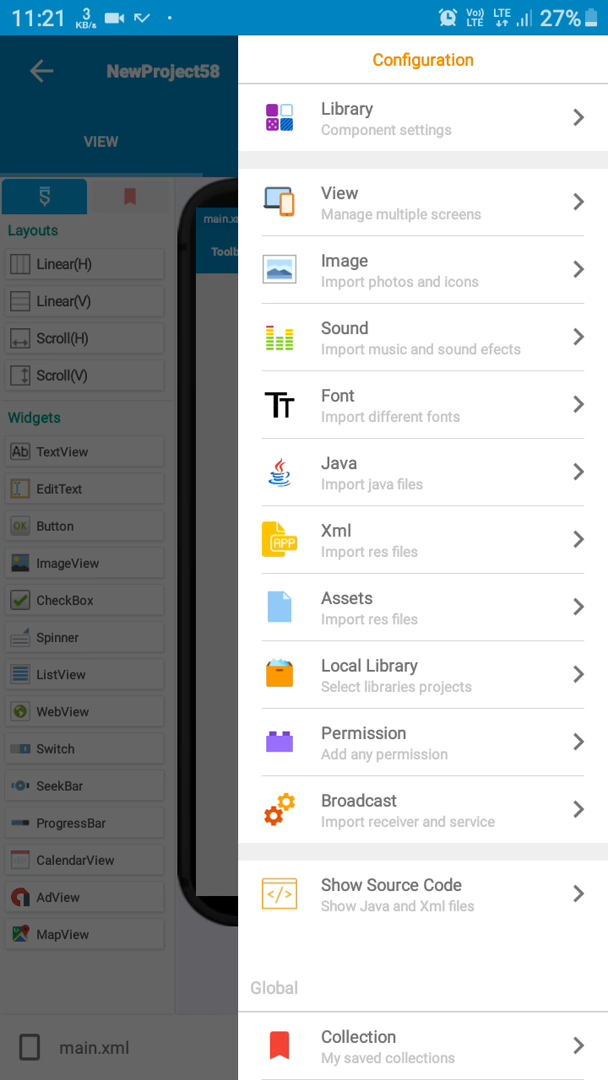 11:21 3 KB/s Vo) LTE LTE 27%
NewProject58
VIEW
Layouts
Linear(H)
Linear(V)
Scroll(H)
Scroll(V)
Widgets
Ab TextView
EditText
OK Button
ImageView
CheckBox
Spinner
ListView
WebView
Switch
SeekBar
ProgressBar
CalendarView
AdView
MapView
main.xml
Toolb
main.xml
Configuration
Library
Component settings
View
Manage multiple screens
Image
Import photos and icons
Sound
Import music and sound efects
TT Font
Import different fonts
Java
Import java files
APP Xml
Import res files
Assets
Import res files
Local Library
Select libraries projects
Permission
Add any permission
Broadcast
Import receiver and service
</> Show Source Code
Show Java and Xml files
Global
Collection
My saved collections